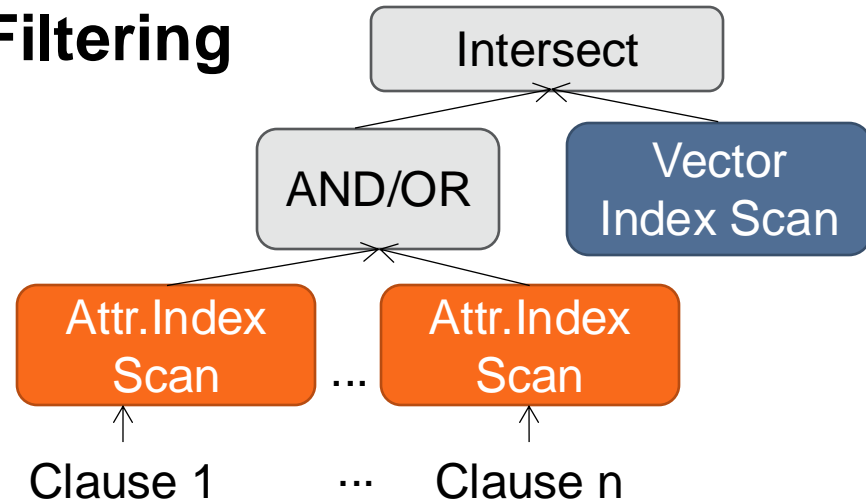 Filtering
Intersect
AND/OR
Vector
Index Scan
Attr.Index
Scan
...
Attr.Index
Scan
Clause 1
...
Clause n